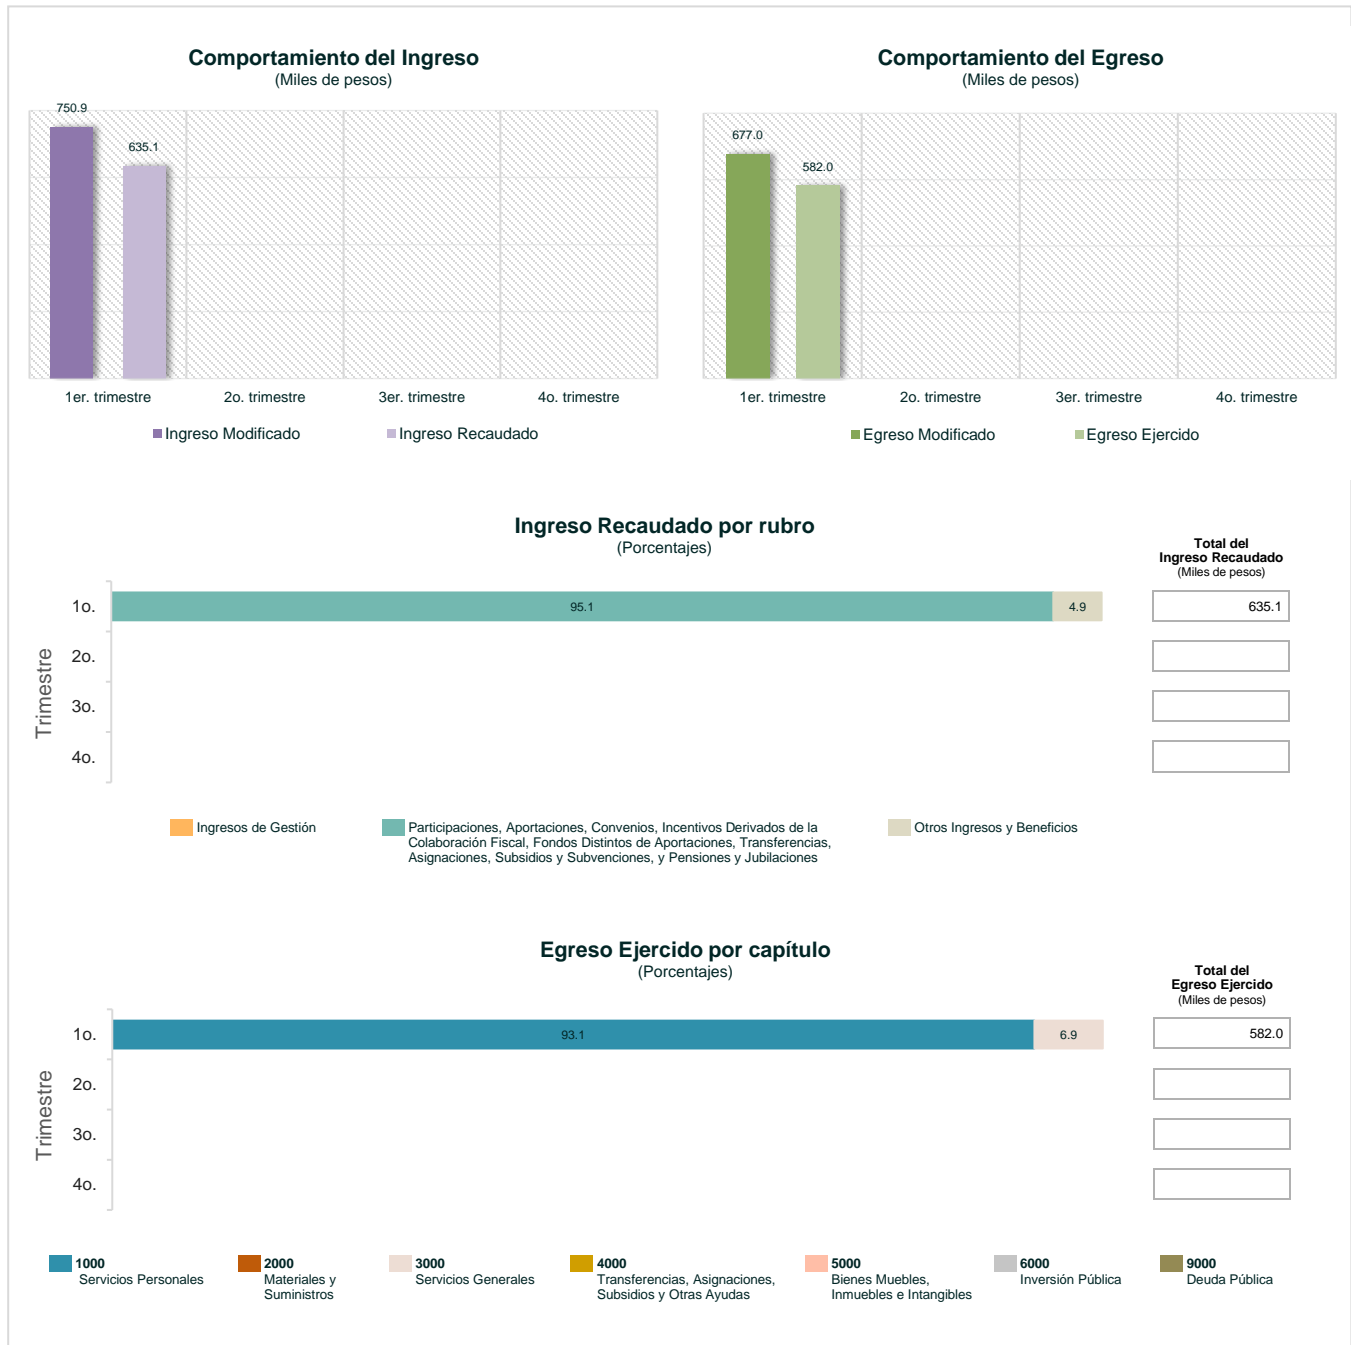 Comportamiento del Ingreso
(Miles de pesos)
750.9
635.1
1er. trimestre
2o. trimestre
3er. trimestre
4o. trimestre
Ingreso Modificado
Ingreso Recaudado
Comportamiento del Egreso
(Miles de pesos)
677.0
582.0
1er. trimestre
2o. trimestre
3er. trimestre
4o. trimestre
Egreso Modificado
Egreso Ejercido
Ingreso Recaudado por rubro
(Porcentajes)
Total del
Ingreso Recaudado
(Miles de pesos)
Trimestre
1o.
95.1
4.9
635.1
2o.
3o.
4o.
Ingresos de Gestión
Participaciones, Aportaciones, Convenios, Incentivos Derivados de la
Colaboración Fiscal, Fondos Distintos de Aportaciones, Transferencias,
Asignaciones, Subsidios y Subvenciones, y Pensiones y Jubilaciones
Otros Ingresos y Beneficios
Egreso Ejercido por capítulo
(Porcentajes)
Total del
Egreso Ejercido
(Miles de pesos)
Trimestre
1o.
93.1
6.9
582.0
2o.
3o.
4o.
1000
Servicios Personales
2000
Materiales y
Suministros
3000
Servicios Generales
4000
Transferencias, Asignaciones,
Subsidios y Otras Ayudas
5000
Bienes Muebles,
Inmuebles e Intangibles
6000
Inversión Pública
9000
Deuda Pública